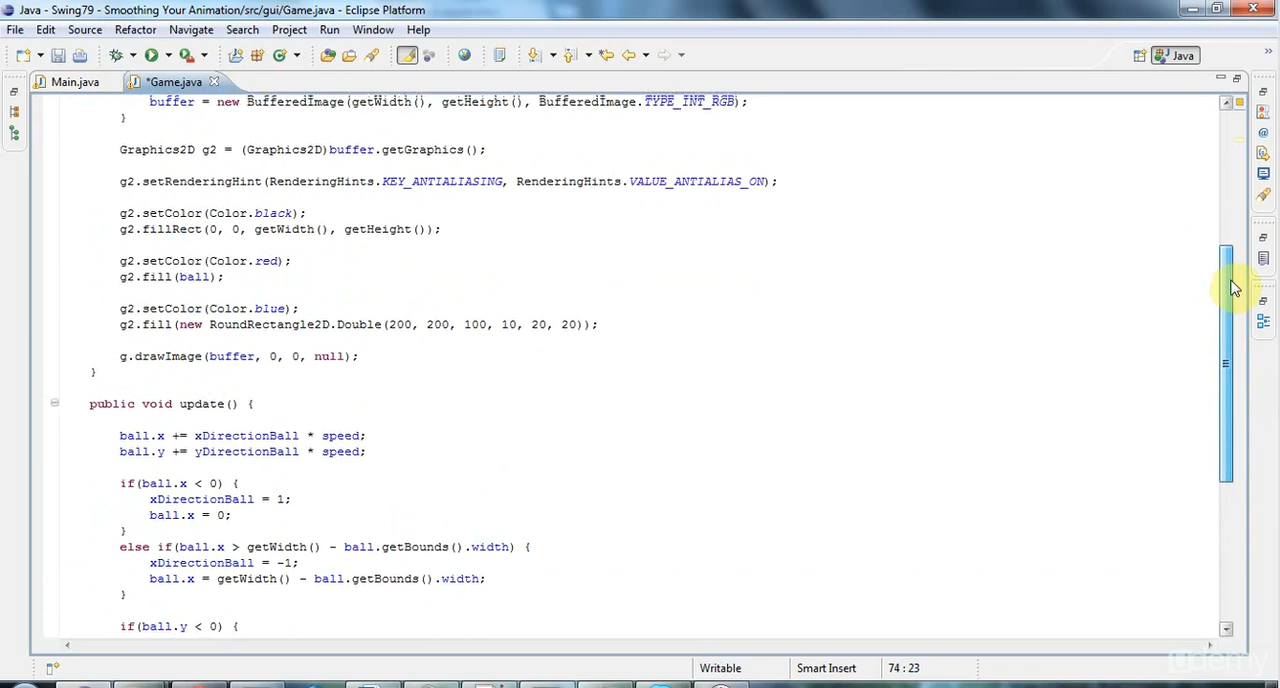 Java - Swing79 - Smoothing Your Animation/src/gui/Game.java - Eclipse Platform
File Edit Source Refactor Navigate Search Project Run Window Help
Java
Main.java *Game.java
buffer = new BufferedImage(getWidth(), getHeight(), BufferedImage.TYPE_INT_RGB);
}
Graphics2D g2 = (Graphics2D)buffer.getGraphics();
g2.setRenderingHint(RenderingHints.KEY_ANTIALIASING, RenderingHints.VALUE_ANTIALIAS_ON);
g2.setColor(Color.black);
g2.fillRect(0, 0, getWidth(), getHeight());
g2.setColor(Color.red);
g2.fill(ball);
g2.setColor(Color.blue);
g2.fill(new RoundRectangle2D.Double(200, 200, 100, 10, 20, 20));
g.drawImage(buffer, 0, 0, null);
}
public void update() {
ball.x += xDirectionBall * speed;
ball.y += yDirectionBall * speed;
if(ball.x < 0) {
xDirectionBall = 1;
ball.x = 0;
}
else if(ball.x > getWidth() - ball.getBounds().width) {
xDirectionBall = -1;
ball.x = getWidth() - ball.getBounds().width;
}
if(ball.y < 0) {
Writable Smart Insert 74 : 23
udemy